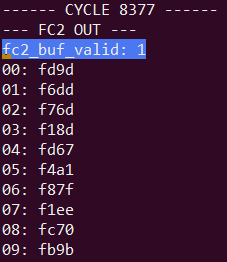 ------ CYCLE 8377 ------
--- FC2 OUT ---
fc2_buf_valid: 1
00: fd9d
01: f6dd
02: f76d
03: f18d
04: fd67
05: f4a1
06: f87f
07: f1ee
08: fc70
09: fb9b